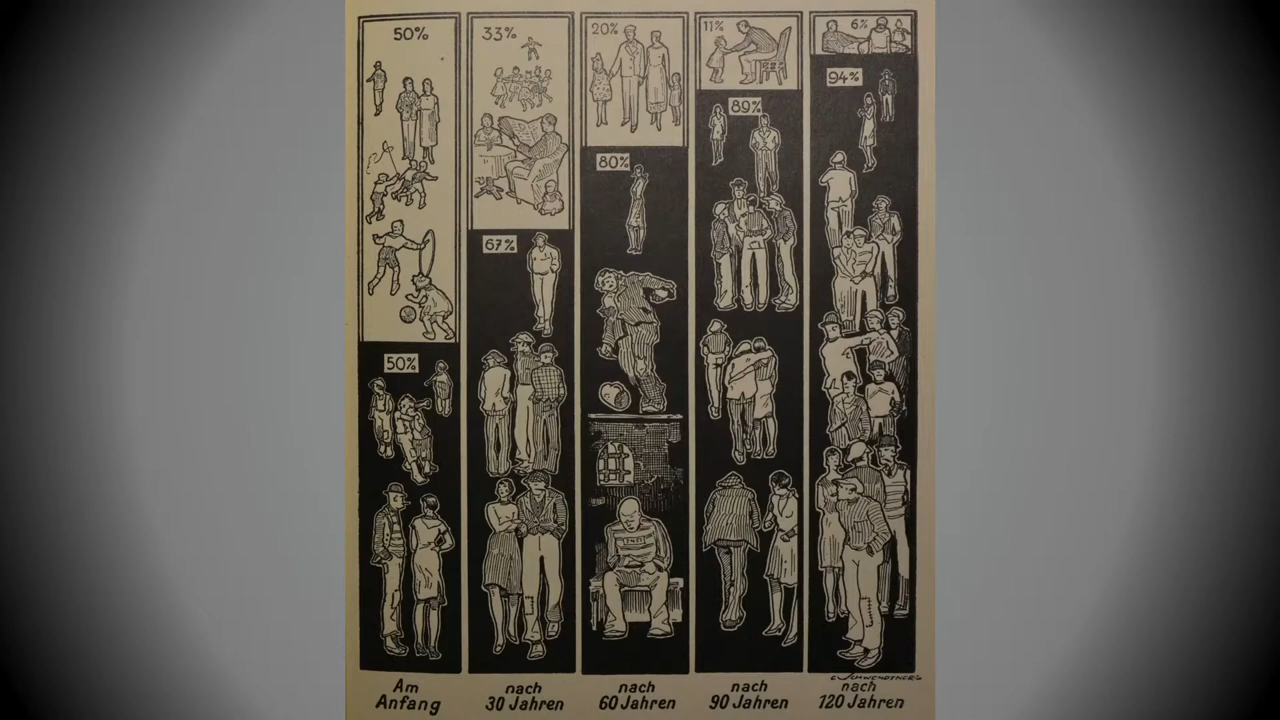 50%
33%
20%
11%
6%
94%
89%
80%
67%
50%
Am
Anfang
nach
30 Jahren
nach
60 Jahren
nach
90 Jahren
nach
120 Jahren